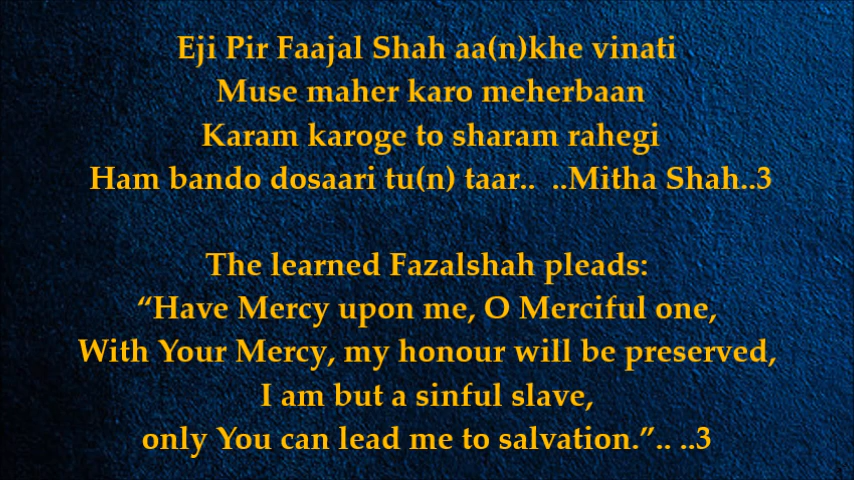 Eji Pir Faajal Shah aa(n)khe vinati
Muse maher karo meherbaan
Karam karoge to sharam rahegi
Ham bando dosaari tu(n) taar.. ..Mitha Shah..3
The learned Fazalshah pleads:
“Have Mercy upon me, O Merciful one,
With Your Mercy, my honour will be preserved,
I am but a sinful slave,
only You can lead me to salvation.”.. ..3